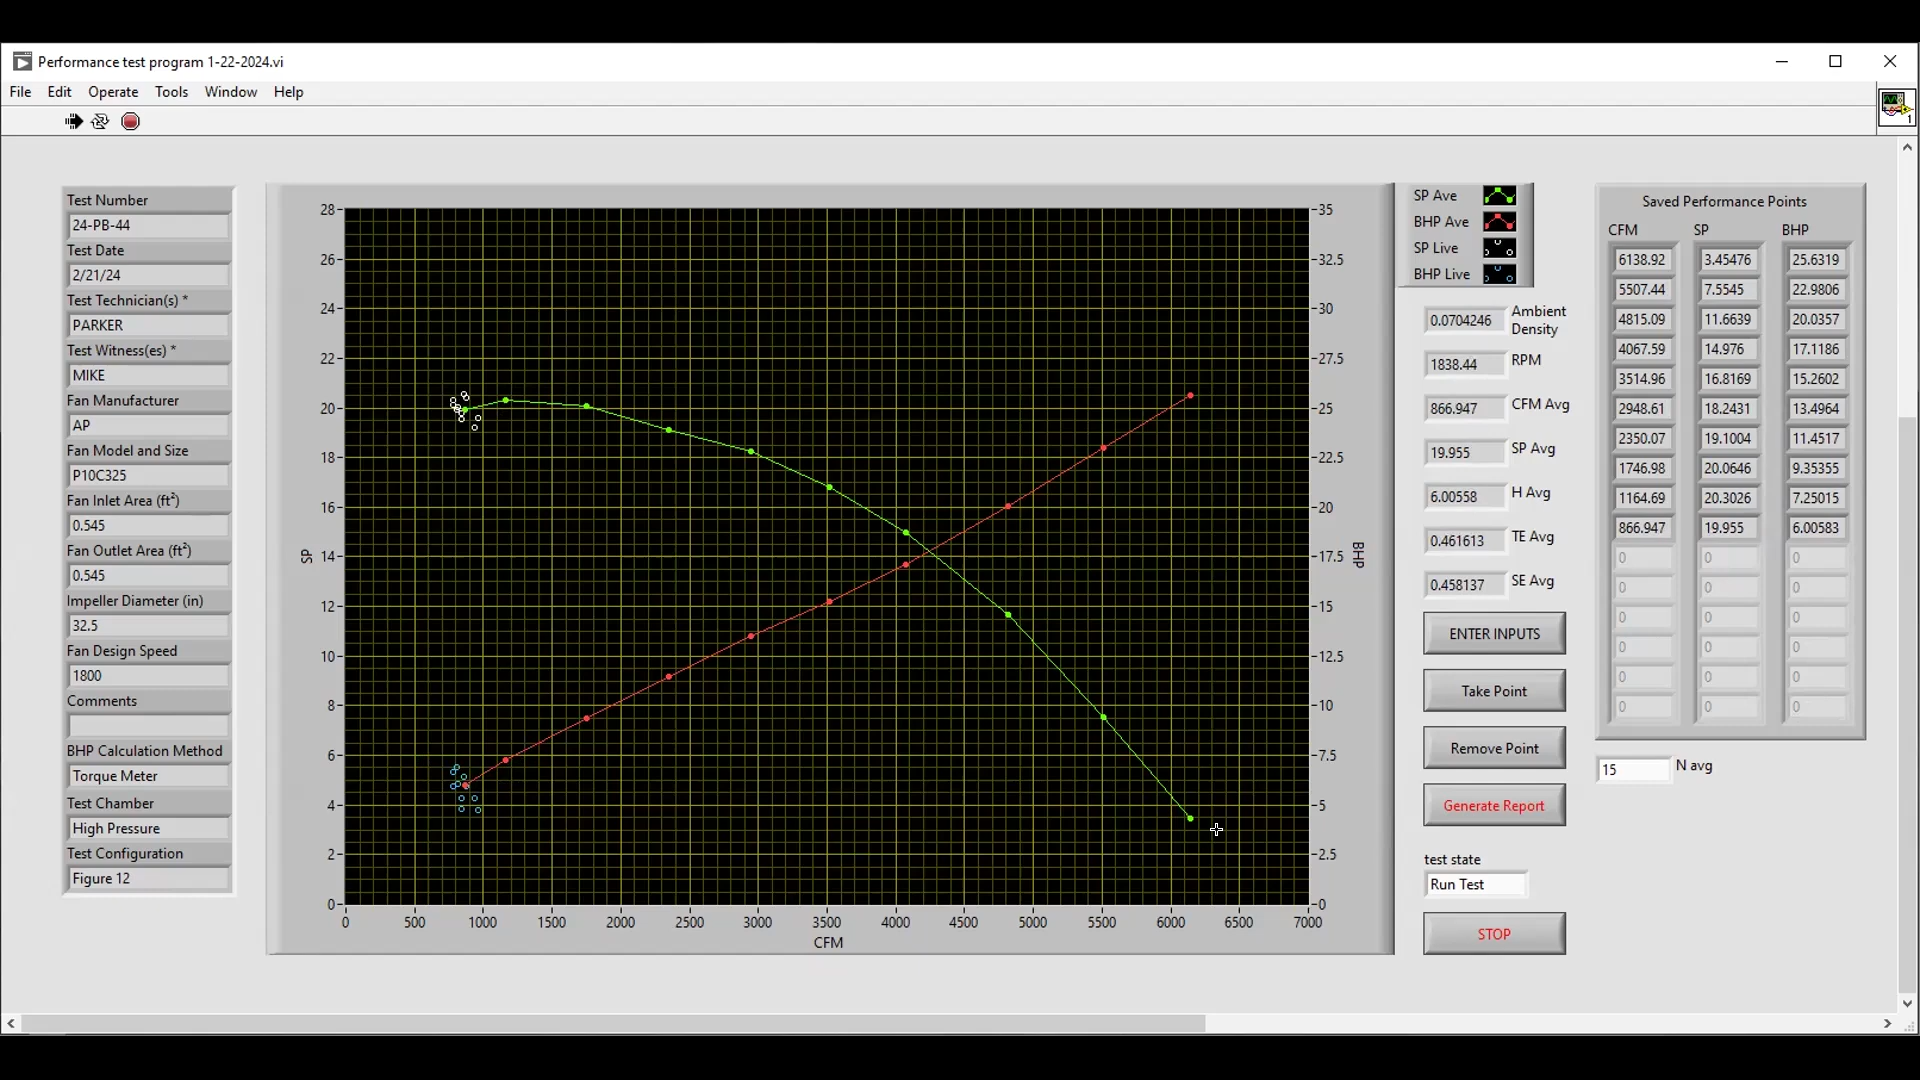 Performance test program 1-22-2024.vi
File Edit Operate Tools Window Help
1
Test Number
24-PB-44
Test Date
2/21/24
Test Technician(s) *
PARKER
Test Witness(es) *
MIKE
Fan Manufacturer
AP
Fan Model and Size
P10C325
Fan Inlet Area (ft²)
0.545
Fan Outlet Area (ft²)
0.545
Impeller Diameter (in)
32.5
Fan Design Speed
1800
Comments
BHP Calculation Method
Torque Meter
Test Chamber
High Pressure
Test Configuration
Figure 12
28
26
24
22
20
18
16
14
12
10
8
6
4
2
0
SP
0 500 1000 1500 2000 2500 3000 3500 4000 4500 5000 5500 6000 6500 7000
CFM
35
32.5
30
27.5
25
22.5
20
17.5
15
12.5
10
7.5
5
2.5
0
BHP
SP Ave
BHP Ave
SP Live
BHP Live
0.0704246 Ambient
Density
1838.44 RPM
866.947 CFM Avg
19.955 SP Avg
6.00558 H Avg
0.461613 TE Avg
0.458137 SE Avg
ENTER INPUTS
Take Point
Remove Point
Generate Report
test state
Run Test
STOP
Saved Performance Points
CFM SP BHP
6138.92 3.45476 25.6319
5507.44 7.5545 22.9806
4815.09 11.6639 20.0357
4067.59 14.976 17.1186
3514.96 16.8169 15.2602
2948.61 18.2431 13.4964
2350.07 19.1004 11.4517
1746.98 20.0646 9.35355
1164.69 20.3026 7.25015
866.947 19.955 6.00583
0 0 0
0 0 0
0 0 0
0 0 0
0 0 0
0 0 0
15 N avg